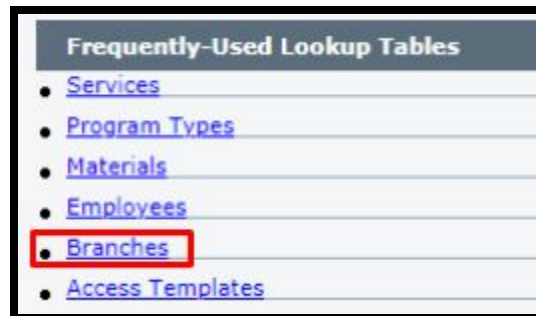 Frequently-Used Lookup Tables
Services
Program Types
Materials
Employees
Branches
Access Templates